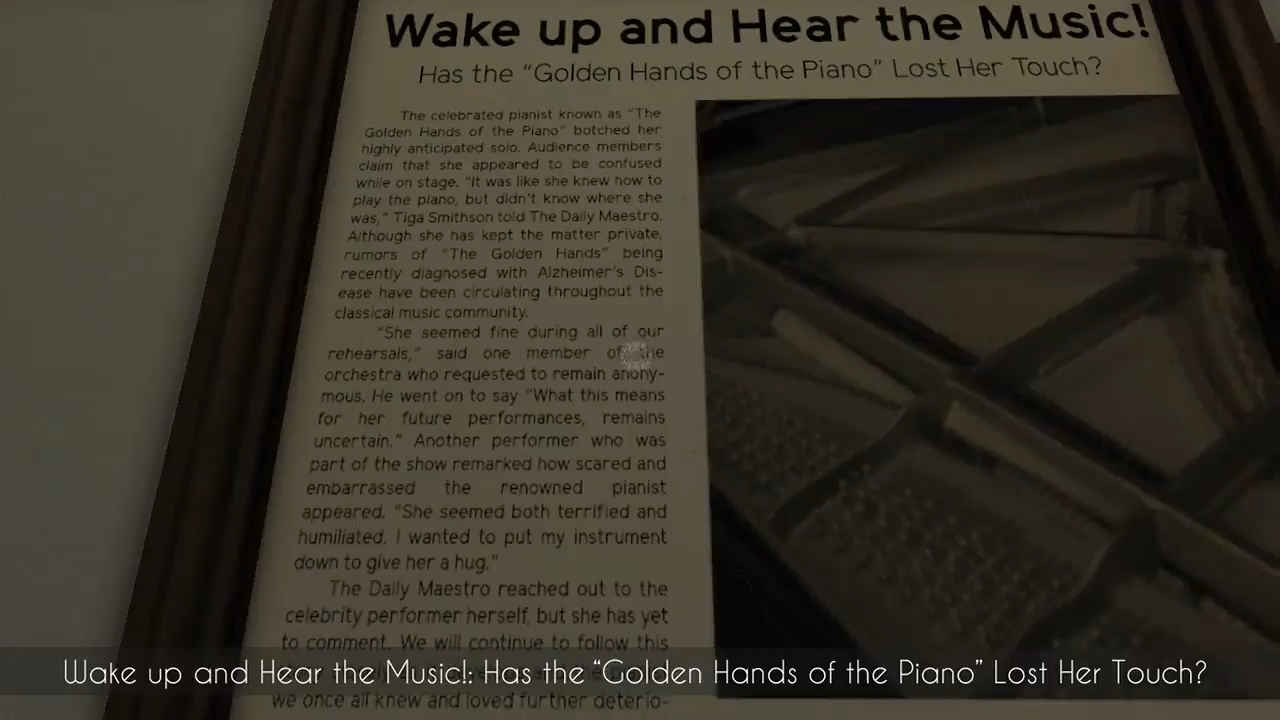 Wake up and Hear the Music!
Has the “Golden Hands of the Piano” Lost Her Touch?
The celebrated pianist known as “The
Golden Hands of the Piano” botched her
highly anticipated solo. Audience members
claim that she appeared to be confused
while on stage. “It was like she knew how to
play the piano, but didn’t know where she
was,” Tiga Smithson told The Daily Maestro.
Although she has kept the matter private,
rumors of “The Golden Hands” being
recently diagnosed with Alzheimer’s Dis-
ease have been circulating throughout the
classical music community.
“She seemed fine during all of our
rehearsals,” said one member of the
orchestra who requested to remain anony-
mous. He went on to say “What this means
for her future performances, remains
uncertain.” Another performer who was
part of the show remarked how scared and
embarrassed the renowned pianist
appeared. “She seemed both terrified and
humiliated. I wanted to put my instrument
down to give her a hug.”
The Daily Maestro reached out to the
celebrity performer herself, but she has yet
to comment. We will continue to follow this
we once all knew and loved further deterio-
Wake up and Hear the Music!: Has the “Golden Hands of the Piano” Lost Her Touch?